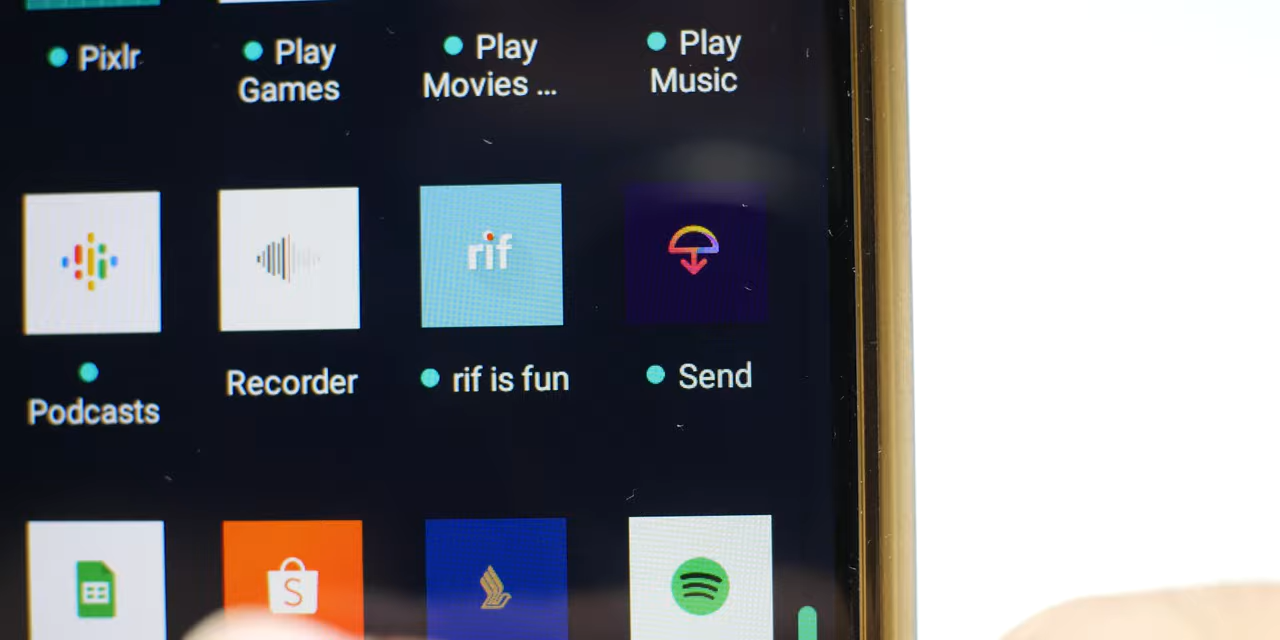 Pixlr
Play
Games
Play
Movies ...
Play
Music
rif
Podcasts
Recorder
rif is fun
Send
S